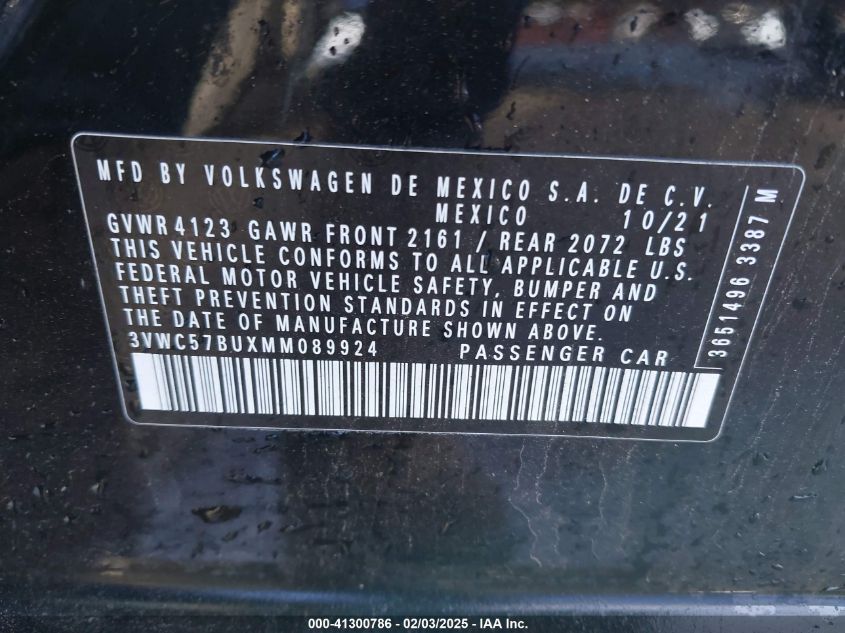 MFD BY VOLKSWAGEN DE MEXICO S.A. DE C.V.
MEXICO 10/21
GVWR 4123 GAWR FRONT 2161 / REAR 2072 LBS
THIS VEHICLE CONFORMS TO ALL APPLICABLE U.S.
FEDERAL MOTOR VEHICLE SAFETY, BUMPER AND
THEFT PREVENTION STANDARDS IN EFFECT ON
THE DATE OF MANUFACTURE SHOWN ABOVE.
3VWC57BUXMM089924 PASSENGER CAR
3651496 3387 M
000-41300786 - 02/03/2025 - IAA Inc.